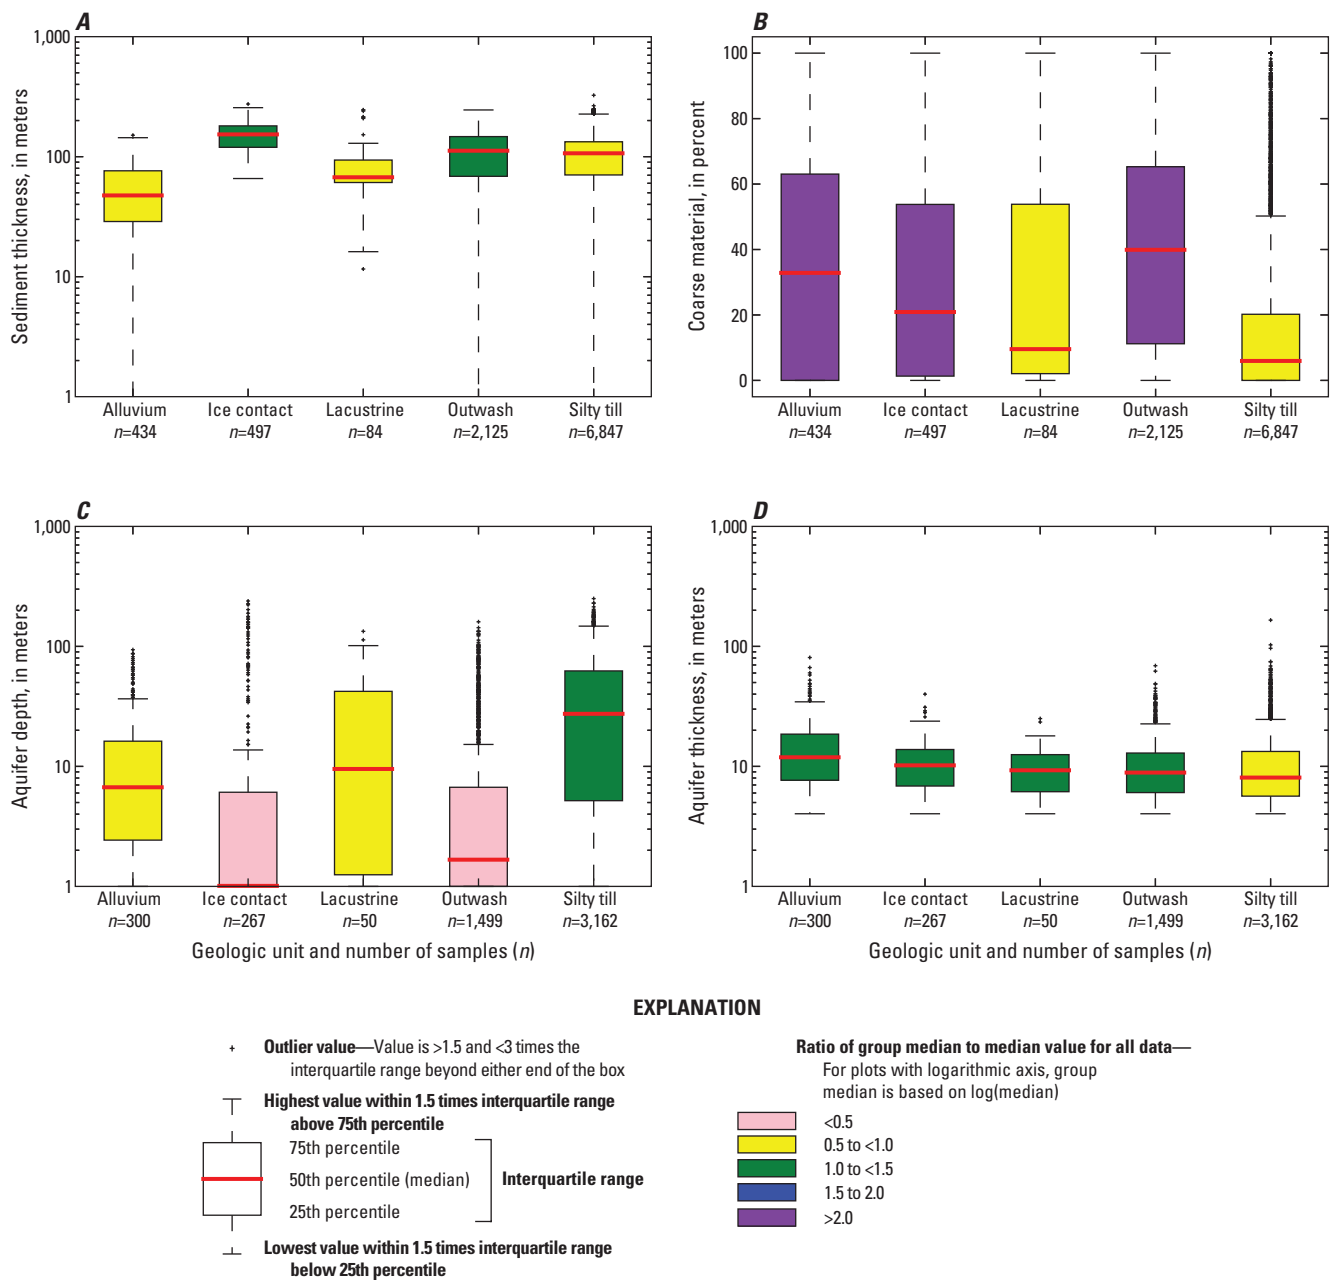 A
1,000
100
10
1
Sediment thickness, in meters
Alluvium
n=434
Ice contact
n=497
Lacustrine
n=84
Outwash
n=2,125
Silty till
n=6,847
B
100
80
60
40
20
0
Coarse material, in percent
Alluvium
n=434
Ice contact
n=497
Lacustrine
n=84
Outwash
n=2,125
Silty till
n=6,847
C
1,000
100
10
1
Aquifer depth, in meters
Alluvium
n=300
Ice contact
n=267
Lacustrine
n=50
Outwash
n=1,499
Silty till
n=3,162
Geologic unit and number of samples (n)
D
1,000
100
10
1
Aquifer thickness, in meters
Alluvium
n=300
Ice contact
n=267
Lacustrine
n=50
Outwash
n=1,499
Silty till
n=3,162
Geologic unit and number of samples (n)
EXPLANATION
Outlier value—Value is >1.5 and <3 times the
interquartile range beyond either end of the box
Highest value within 1.5 times interquartile range
above 75th percentile
75th percentile
50th percentile (median)
25th percentile
Interquartile range
Lowest value within 1.5 times interquartile range
below 25th percentile
Ratio of group median to median value for all data—
For plots with logarithmic axis, group
median is based on log(median)
<0.5
0.5 to <1.0
1.0 to <1.5
1.5 to 2.0
>2.0